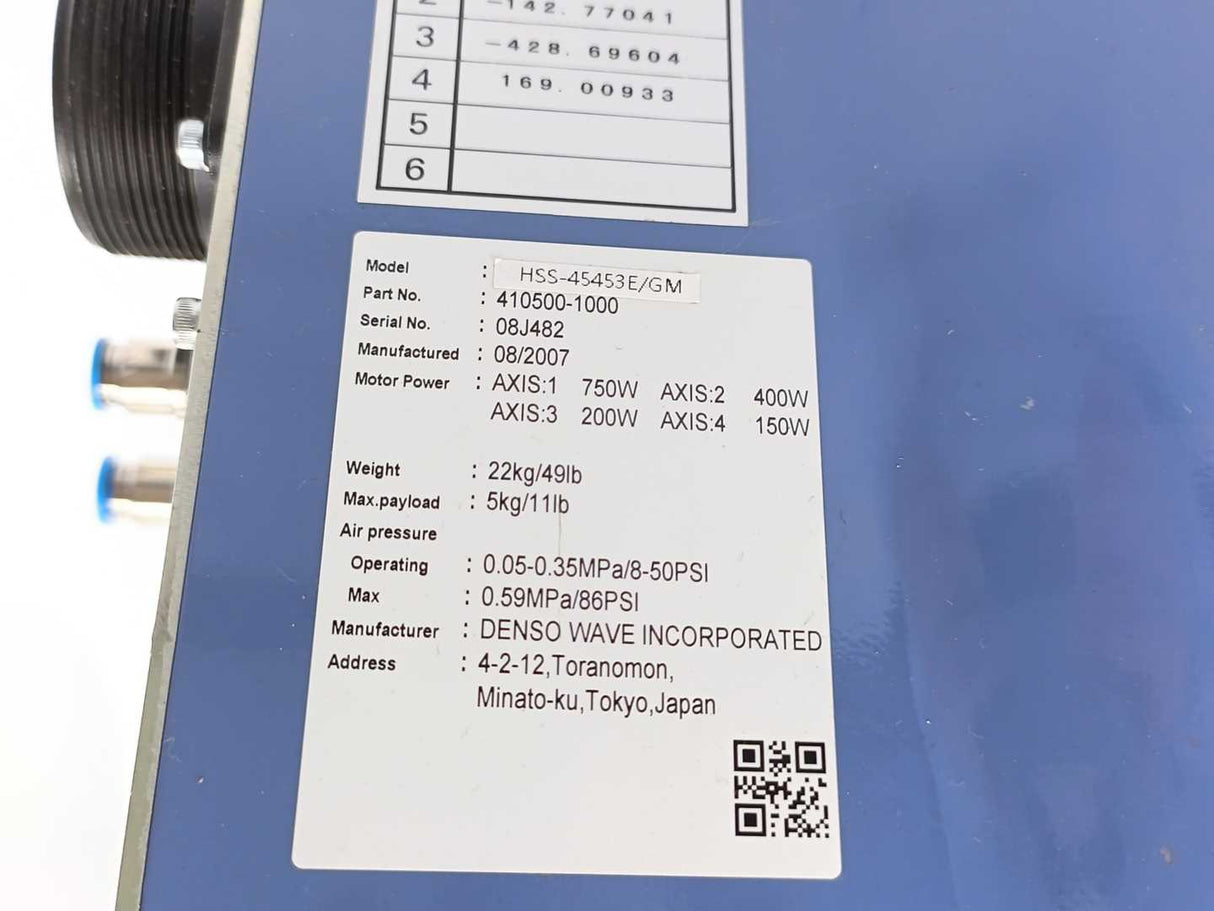 2 -142.77041
3 -428.69604
4 169.00933
5
6
Model : HSS-45453E/GM
Part No. : 410500-1000
Serial No. : 08J482
Manufactured : 08/2007
Motor Power : AXIS:1 750W AXIS:2 400W
AXIS:3 200W AXIS:4 150W
Weight : 22kg/49lb
Max.payload : 5kg/11lb
Air pressure
Operating : 0.05-0.35MPa/8-50PSI
Max : 0.59MPa/86PSI
Manufacturer : DENSO WAVE INCORPORATED
Address : 4-2-12,Toranomon,
Minato-ku,Tokyo,Japan